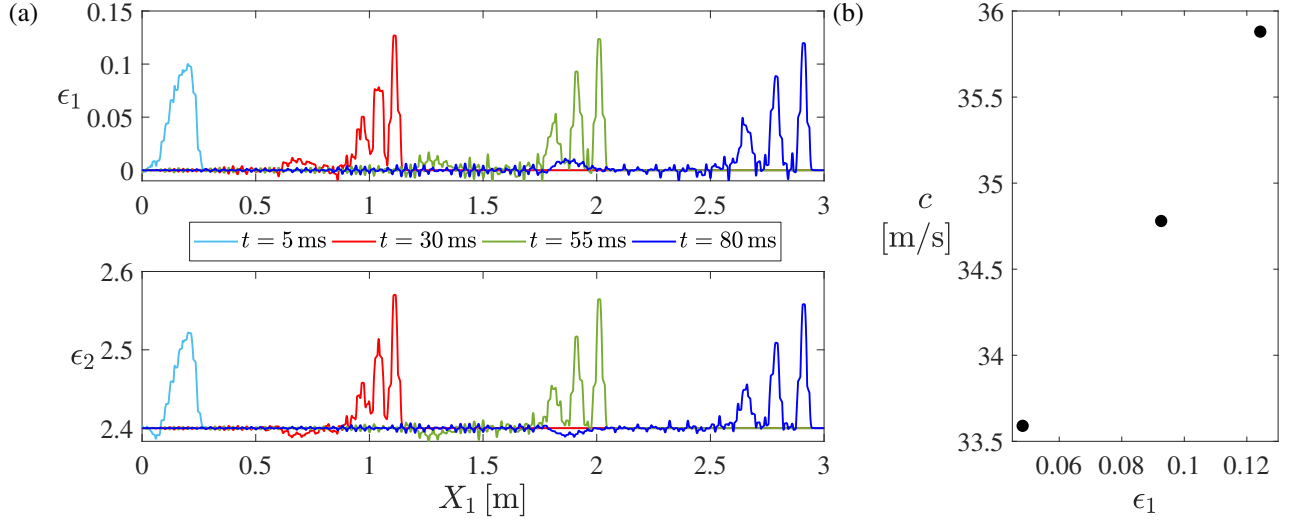 (a)
0.15
0.1
0.05
0
ϵ₁
0 0.5 1 1.5 2 2.5 3
t = 5 ms t = 30 ms t = 55 ms t = 80 ms
2.6
2.5
2.4
ϵ₂
0 0.5 1 1.5 2 2.5 3
X₁ [m]
(b)
36
35.5
35
34.5
34
33.5
c
[m/s]
0.06 0.08 0.1 0.12
ϵ₁